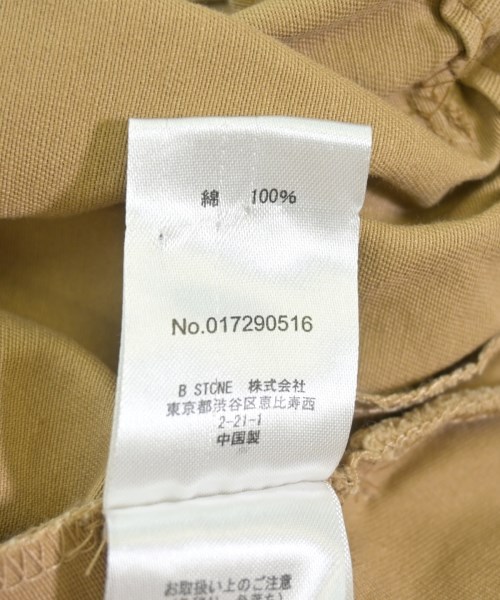 綿 100%
No.017290516
B STONE 株式会社
東京都渋谷区恵比寿西
2-21-1
中国製
お取扱い上のご注意